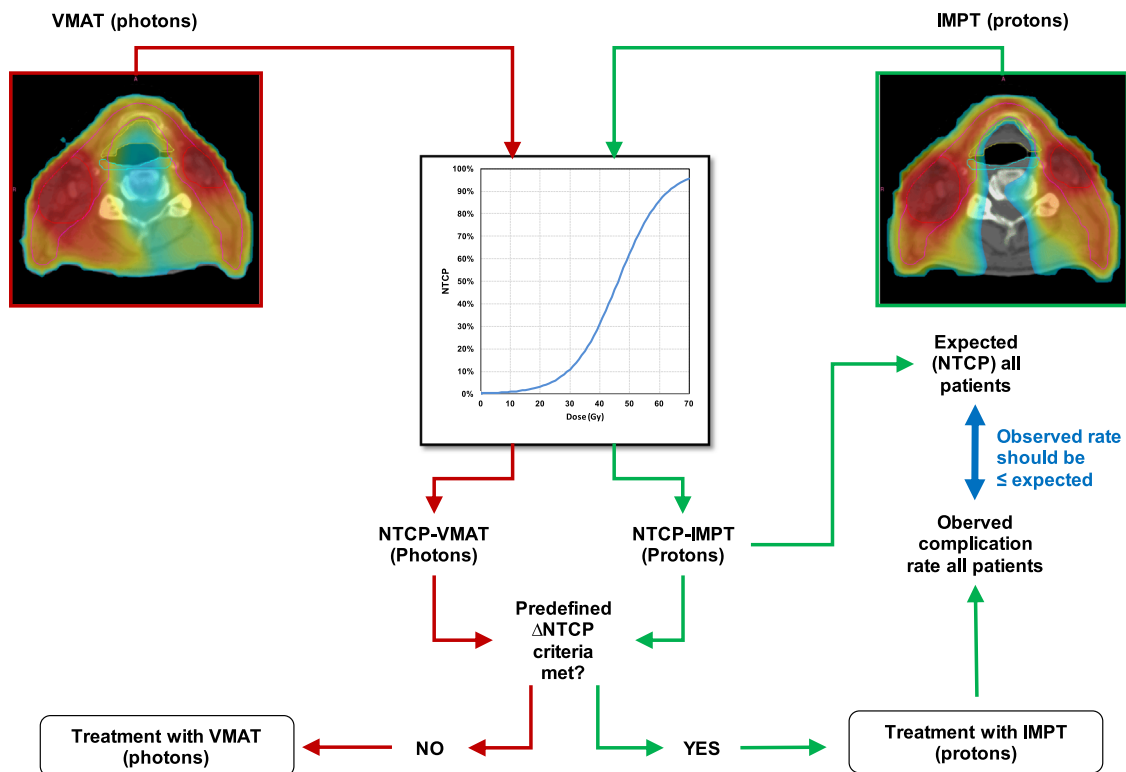 VMAT (photons)
IMPT (protons)
A
R
A
R
100%
90%
80%
70%
60%
50%
40%
30%
20%
10%
0%
NTCP
0 10 20 30 40 50 60 70
Dose (Gy)
Expected
(NTCP) all
patients
Observed rate
should be
≤ expected
Oberved
complication
rate all patients
NTCP-VMAT
(Photons)
NTCP-IMPT
(Protons)
Predefined
ΔNTCP
criteria
met?
Treatment with VMAT
(photons)
NO
YES
Treatment with IMPT
(protons)